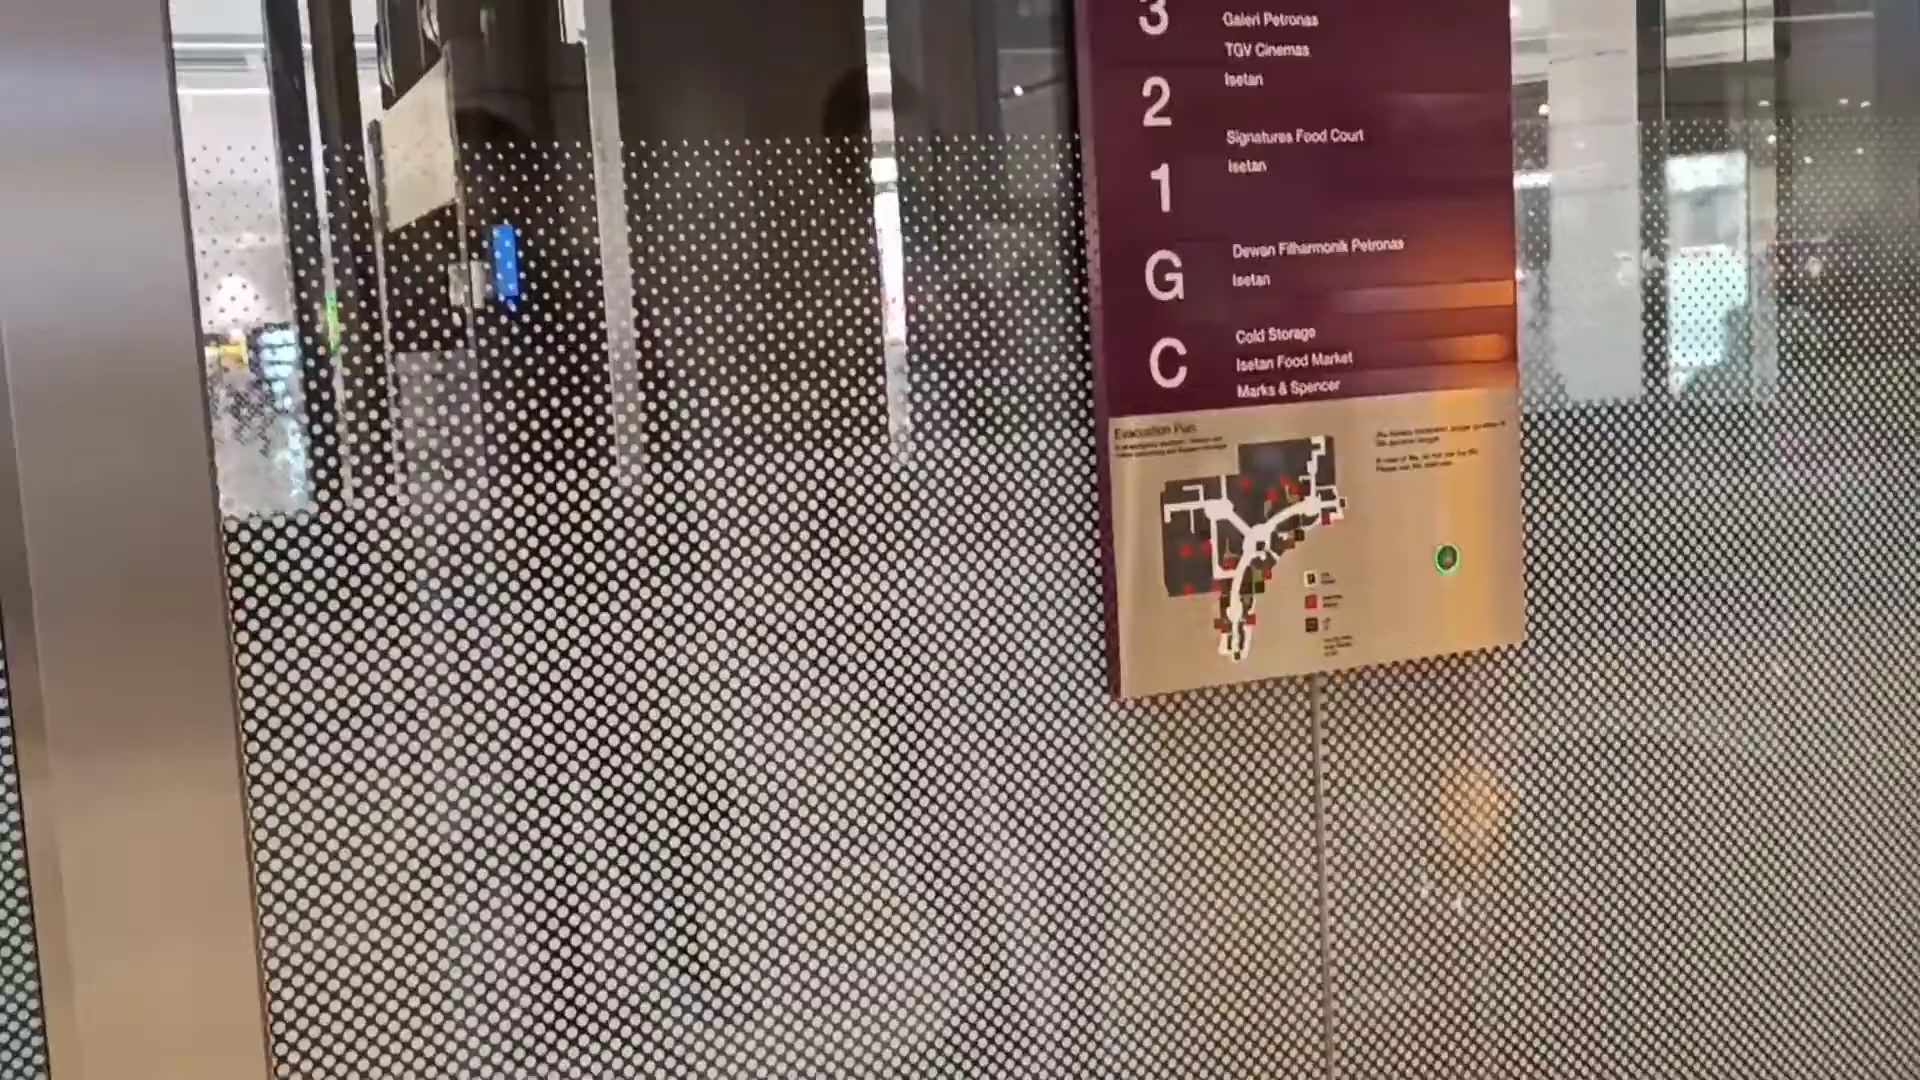 3
Galeri Petronas
TGV Cinemas
2
Isetan
Signatures Food Court
1
Isetan
G
Dewan Filharmonik Petronas
Isetan
C
Cold Storage
Isetan Food Market
Marks & Spencer
Evacuation Plan